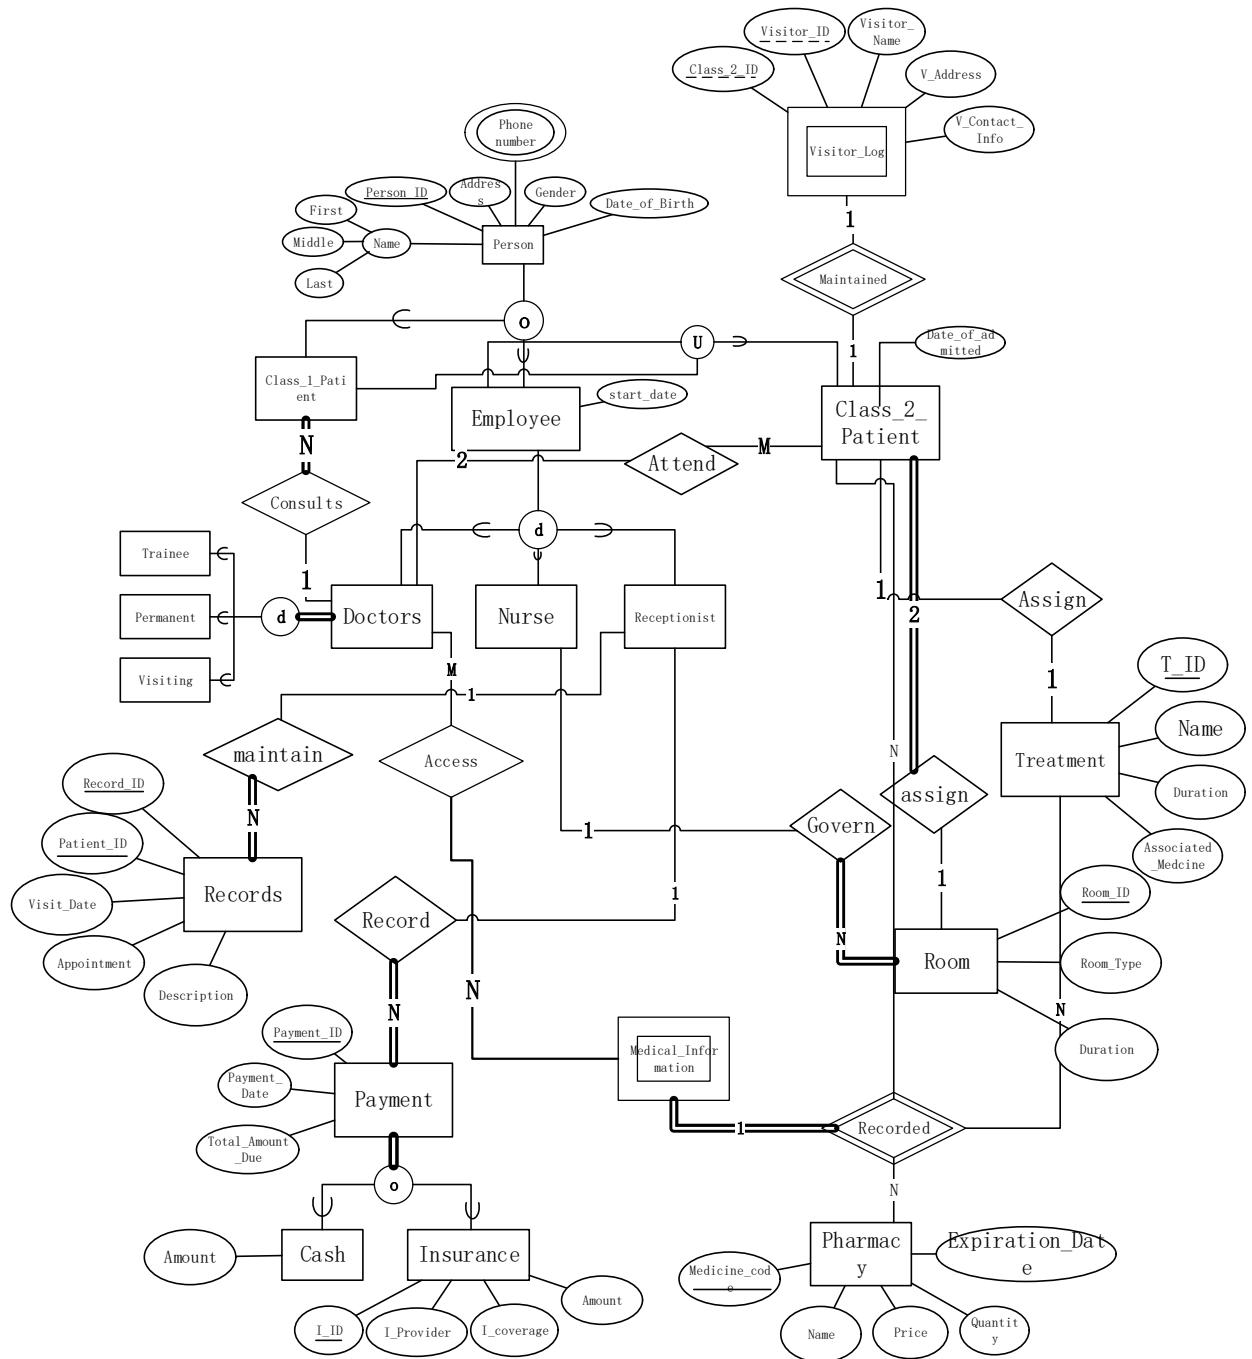 Visitor_ID
Visitor_
Name
Class_2_ID
V_Address
V_Contact_
Info
Visitor_Log
Phone
number
Person_ID
Addres
s
Gender
Date_of_Birth
First
Middle
Name
Last
Person
1
Maintained
o
U
1
Date_of_ad
mitted
Class_1_Pati
ent
Employee
start_date
Class_2_
Patient
N
2
Attend
M
Consults
d
Trainee
1
1
Assign
Permanent
d
Doctors
Nurse
Receptionist
2
Visiting
M
1
1
T_ID
Name
maintain
Access
N
Treatment
Record_ID
assign
Duration
N
1
Govern
Patient_ID
Associated_
_Medcine
Records
1
1
Room_ID
Visit_Date
Record
N
Room
Room_Type
Appointment
Description
N
N
N
Payment_ID
Medical_Infor
mation
Duration
Payment_
Date
Payment
Total_Amount
_Due
1
Recorded
o
N
Amount
Cash
Insurance
Pharmac
y
Expiration_Dat
e
Medicine_cod
e
Amount
I_ID
I_Provider
I_coverage
Name
Price
Quantit
y